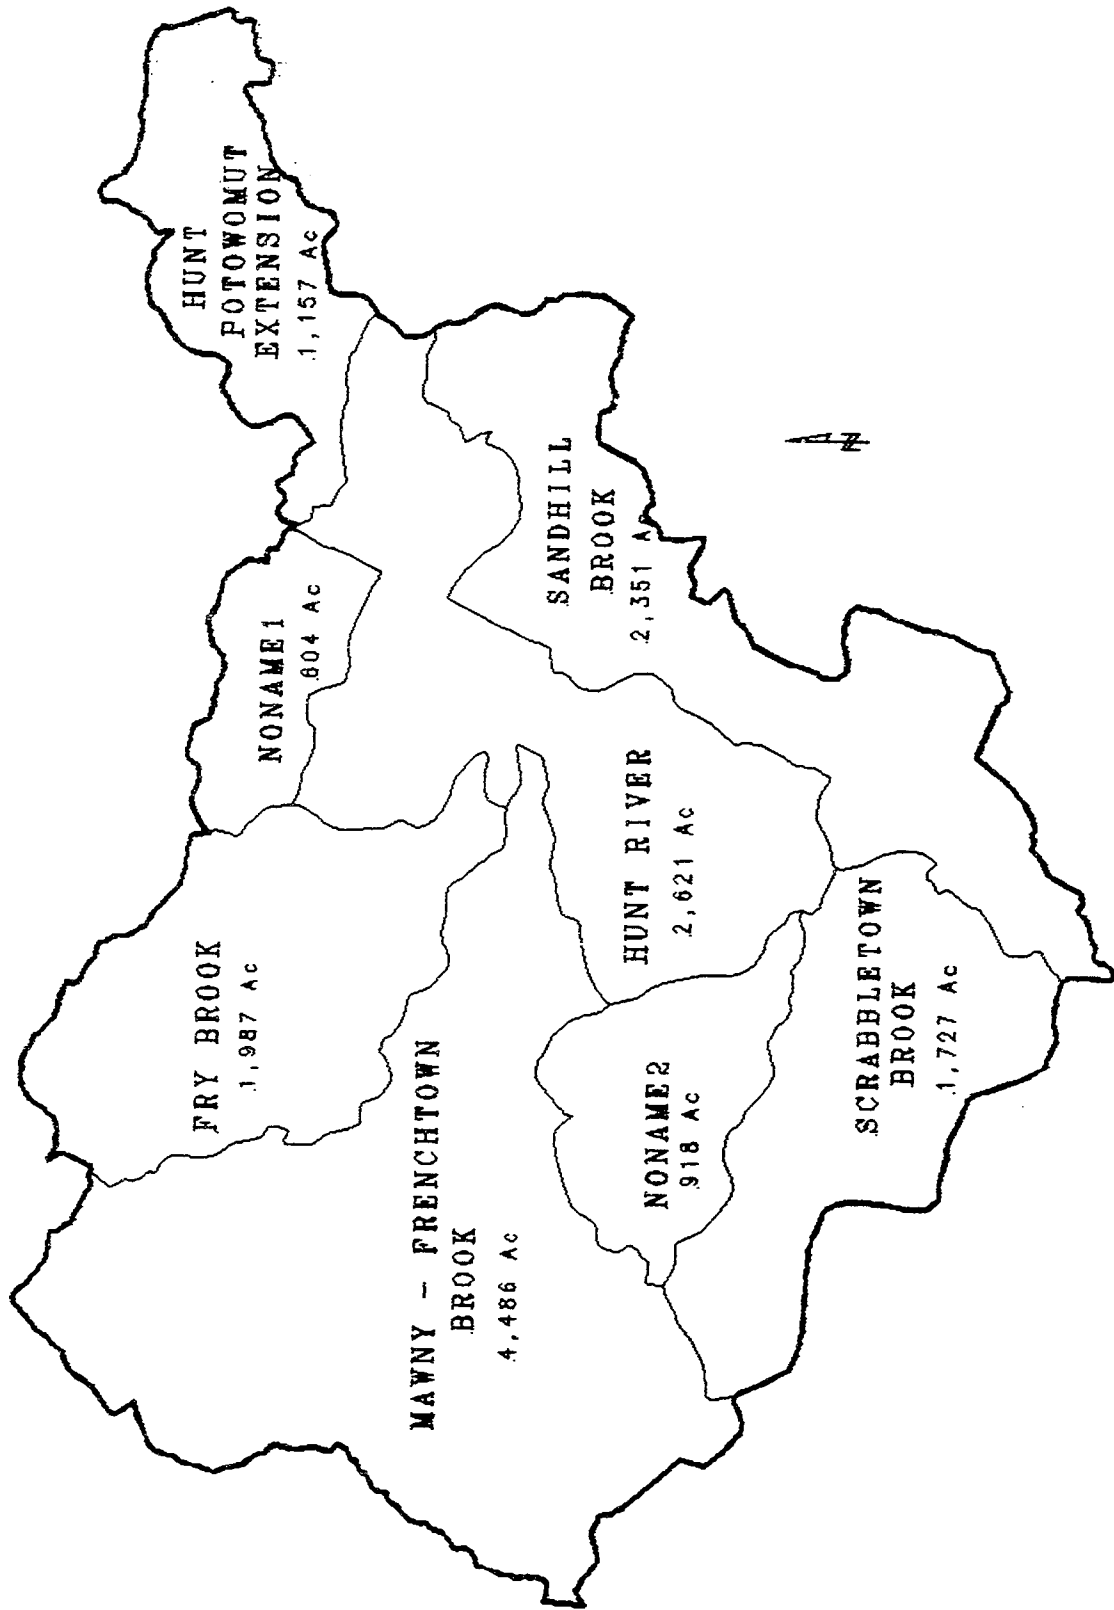 HUNT
POTOWOMUT
EXTENSION
1,157 Ac
FRY BROOK
1,987 Ac
NONAME1
604 Ac
MAWNY - FRENCHTOWN
BROOK
4,486 Ac
SANDHILL
BROOK
2,351 Ac
HUNT RIVER
2,621 Ac
NONAME2
918 Ac
SCRABBLETOWN
BROOK
1,727 Ac
N